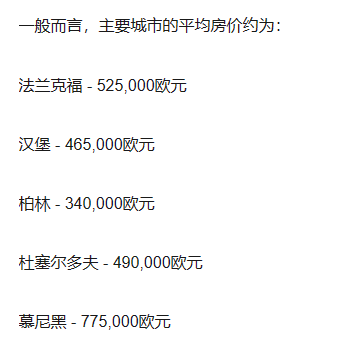 一般而言，主要城市的平均房价约为：
法兰克福 - 525,000欧元
汉堡 - 465,000欧元
柏林 - 340,000欧元
杜塞尔多夫 - 490,000欧元
慕尼黑 - 775,000欧元